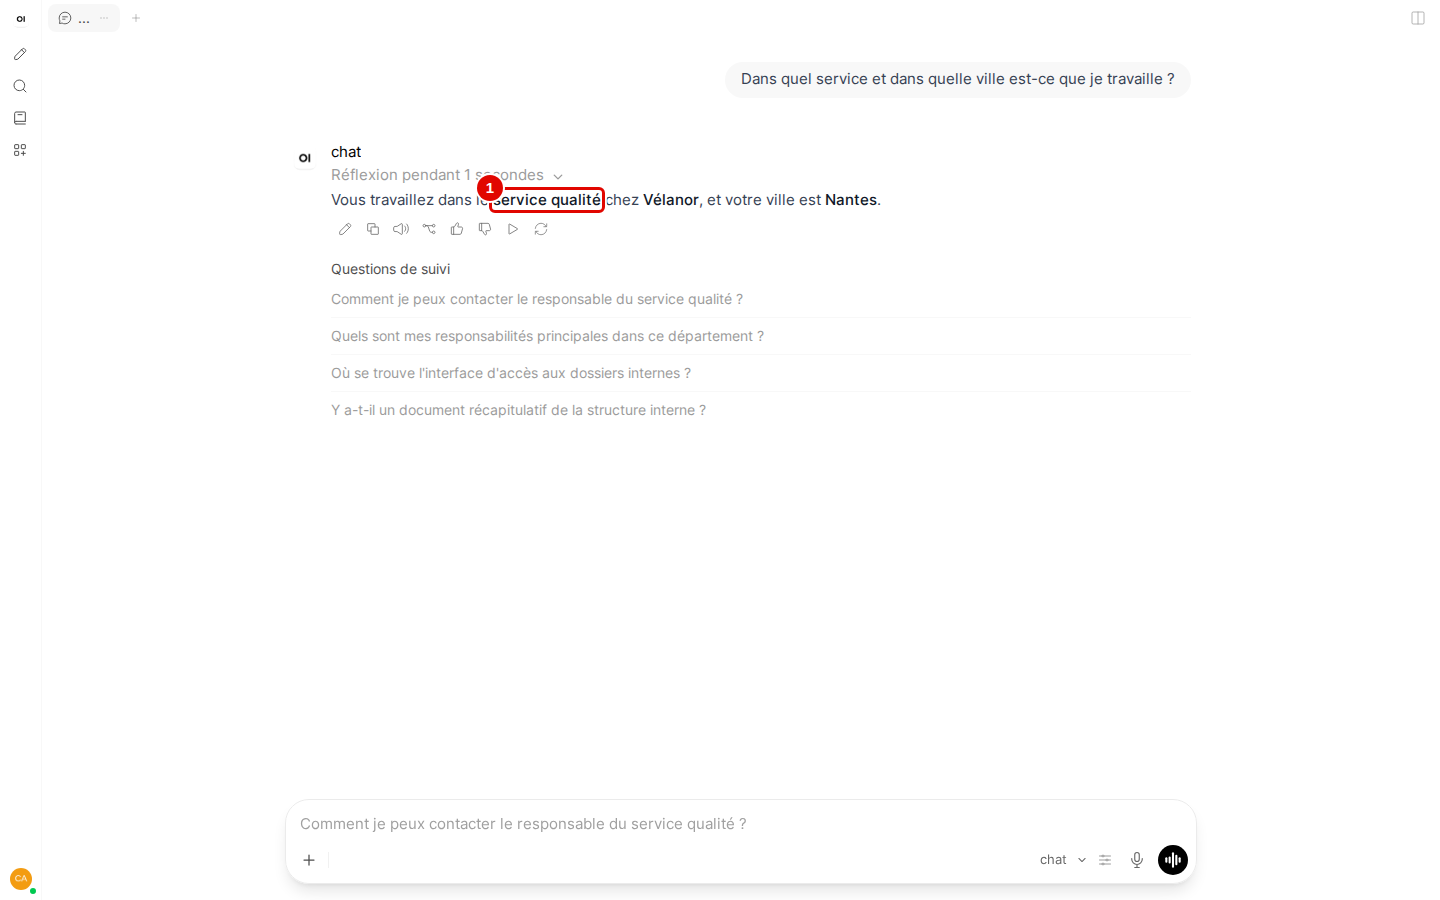 OI
...
Dans quel service et dans quelle ville est-ce que je travaille ?
OI
chat
Réflexion pendant 1 secondes
1
Vous travaillez dans le service qualité chez Vélanor, et votre ville est Nantes.
Questions de suivi
Comment je peux contacter le responsable du service qualité ?
Quels sont mes responsabilités principales dans ce département ?
Où se trouve l'interface d'accès aux dossiers internes ?
Y a-t-il un document récapitulatif de la structure interne ?
Comment je peux contacter le responsable du service qualité ?
chat
CA